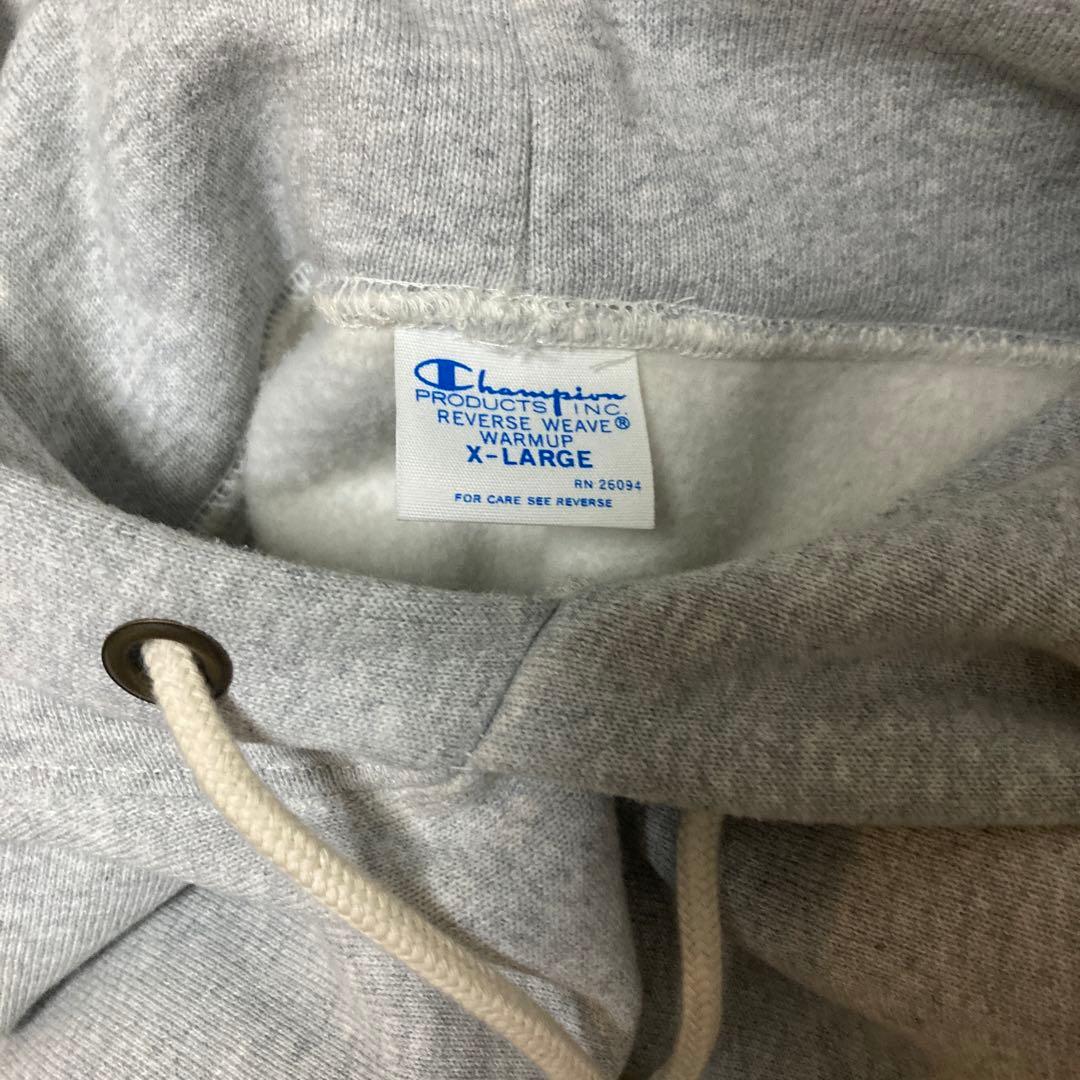 Champion
PRODUCTS INC.
REVERSE WEAVE®
WARMUP
X-LARGE
RN 26094
FOR CARE SEE REVERSE